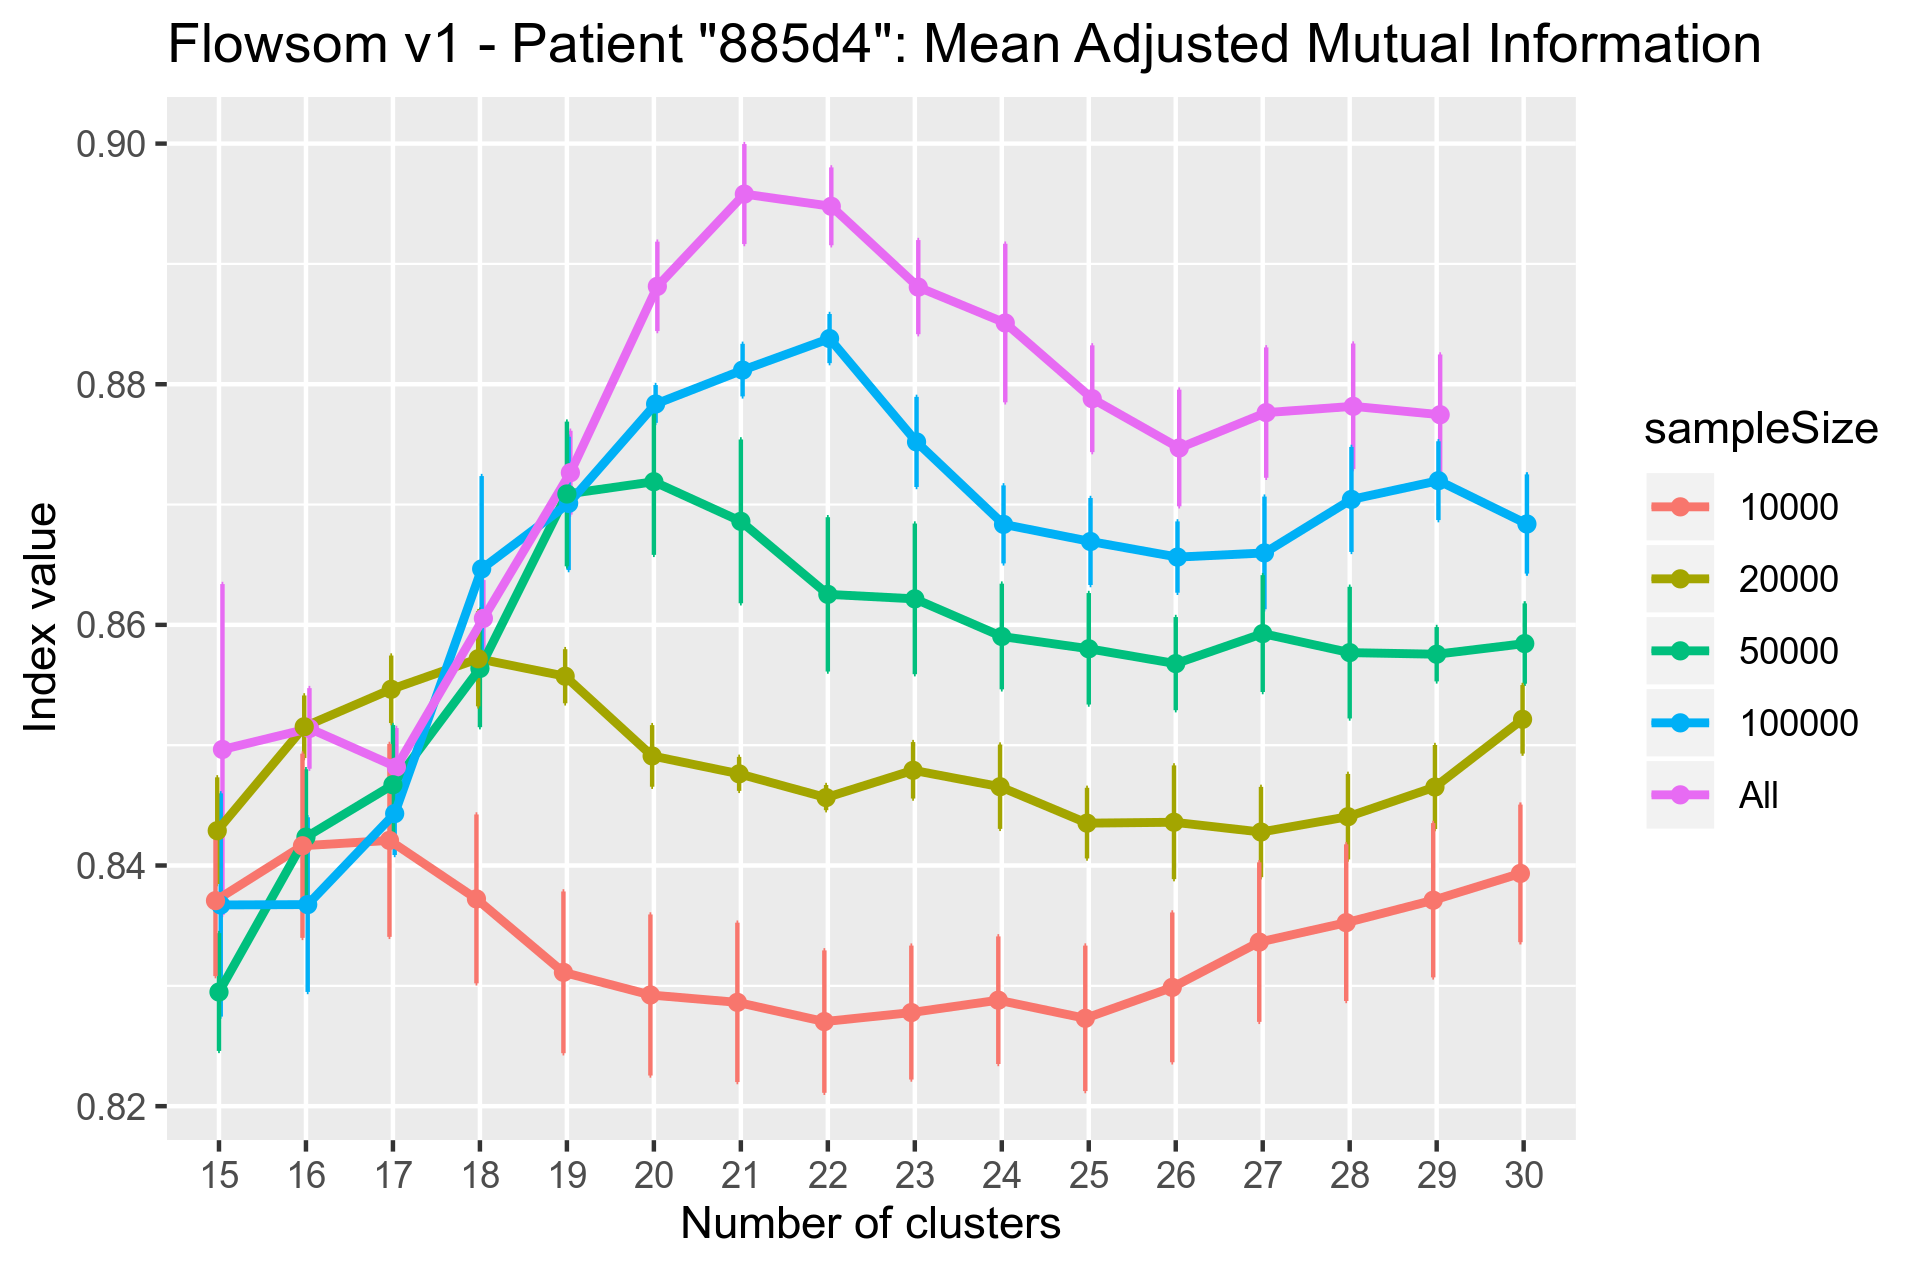 Flowsom v1 - Patient "885d4": Mean Adjusted Mutual Information
0.90
0.88
0.86
0.84
0.82
Index value
15 16 17 18 19 20 21 22 23 24 25 26 27 28 29 30
Number of clusters
sampleSize
10000
20000
50000
100000
All